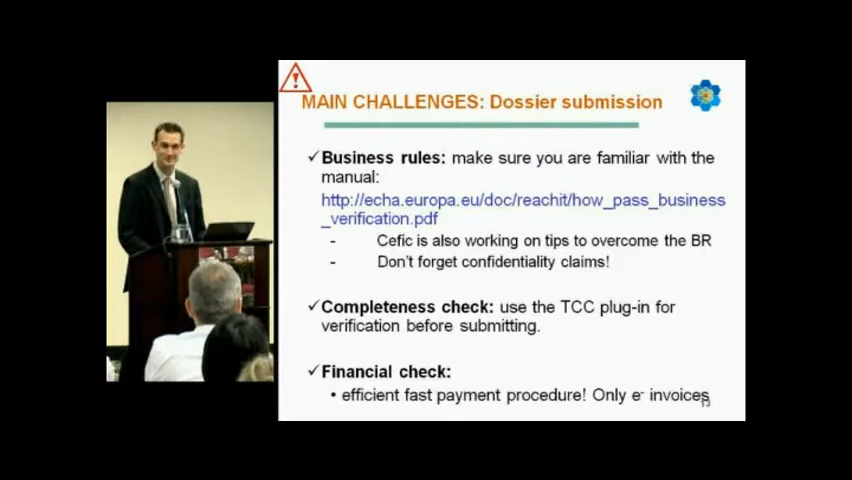 MAIN CHALLENGES: Dossier submission
✓Business rules: make sure you are familiar with the
manual:
http://echa.europa.eu/doc/reachit/how_pass_business
_verification.pdf
- Cefic is also working on tips to overcome the BR
- Don't forget confidentiality claims!
✓Completeness check: use the TCC plug-in for
verification before submitting.
✓Financial check:
• efficient fast payment procedure! Only e- invoices
13